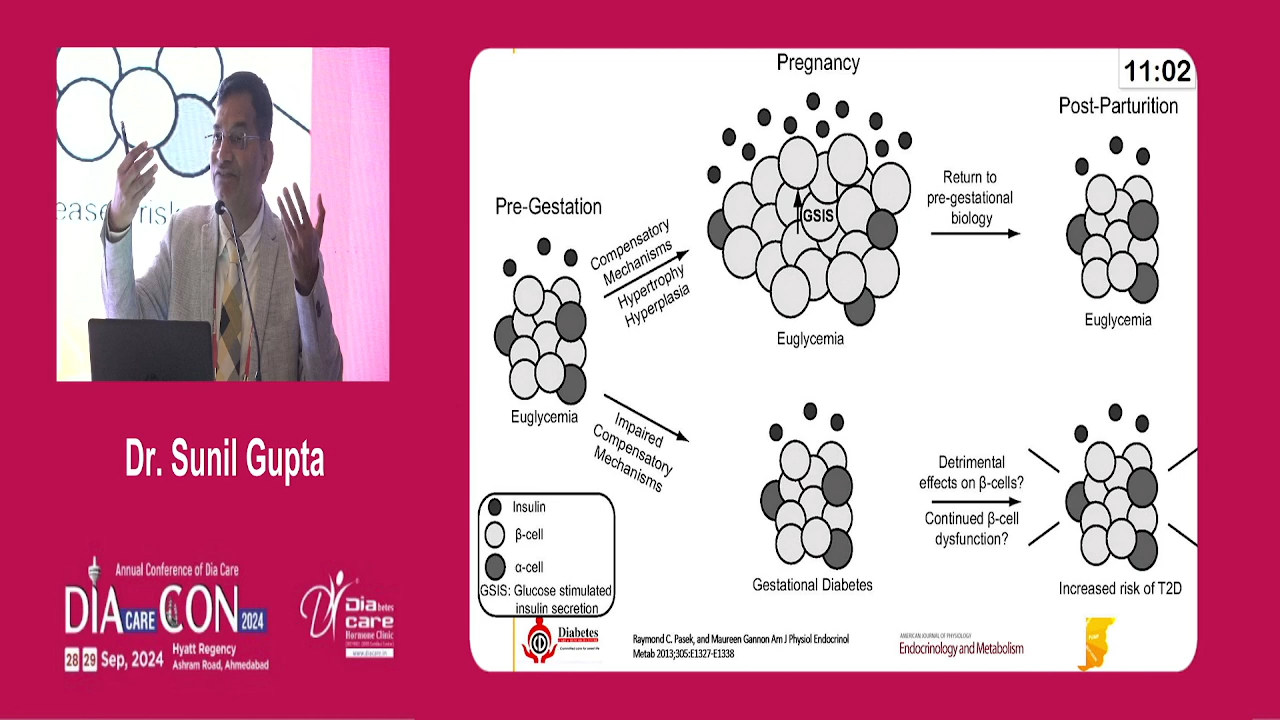 ease
risk
Dr. Sunil Gupta
Annual Conference of Dia Care
DIA CARE CON 2024
28 29 Sep, 2024
Hyatt Regency
Ashram Road, Ahmedabad
Diabetes
care
Hormone Clinic
www.diacare.in
11:02
Pregnancy
Post-Parturition
Pre-Gestation
Compensatory
Mechanisms
Hypertrophy
Hyperplasia
GSIS
Return to
pre-gestational
biology
Euglycemia
Euglycemia
Euglycemia
Impaired
Compensatory
Mechanisms
Detrimental
effects on β-cells?
Continued β-cell
dysfunction?
Gestational Diabetes
Increased risk of T2D
Insulin
β-cell
α-cell
GSIS: Glucose stimulated
insulin secretion
Diabetes
Raymond C. Pasek, and Maureen Gannon Am J Physiol Endocrinol
Metab 2013;305:E1327-E1338
AMERICAN JOURNAL OF PHYSIOLOGY
Endocrinology and Metabolism